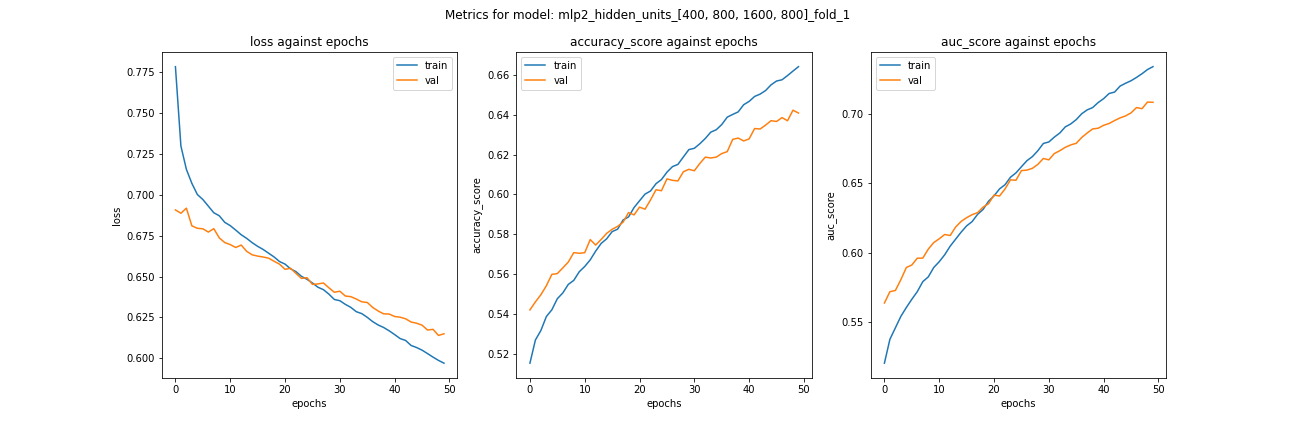 Metrics for model: mlp2_hidden_units_[400, 800, 1600, 800]_fold_1
loss against epochs
train
val
0.775
0.750
0.725
0.700
0.675
0.650
0.625
0.600
loss
0 10 20 30 40 50
epochs
accuracy_score against epochs
train
val
0.66
0.64
0.62
0.60
0.58
0.56
0.54
0.52
accuracy_score
0 10 20 30 40 50
epochs
auc_score against epochs
train
val
0.70
0.65
0.60
0.55
auc_score
0 10 20 30 40 50
epochs